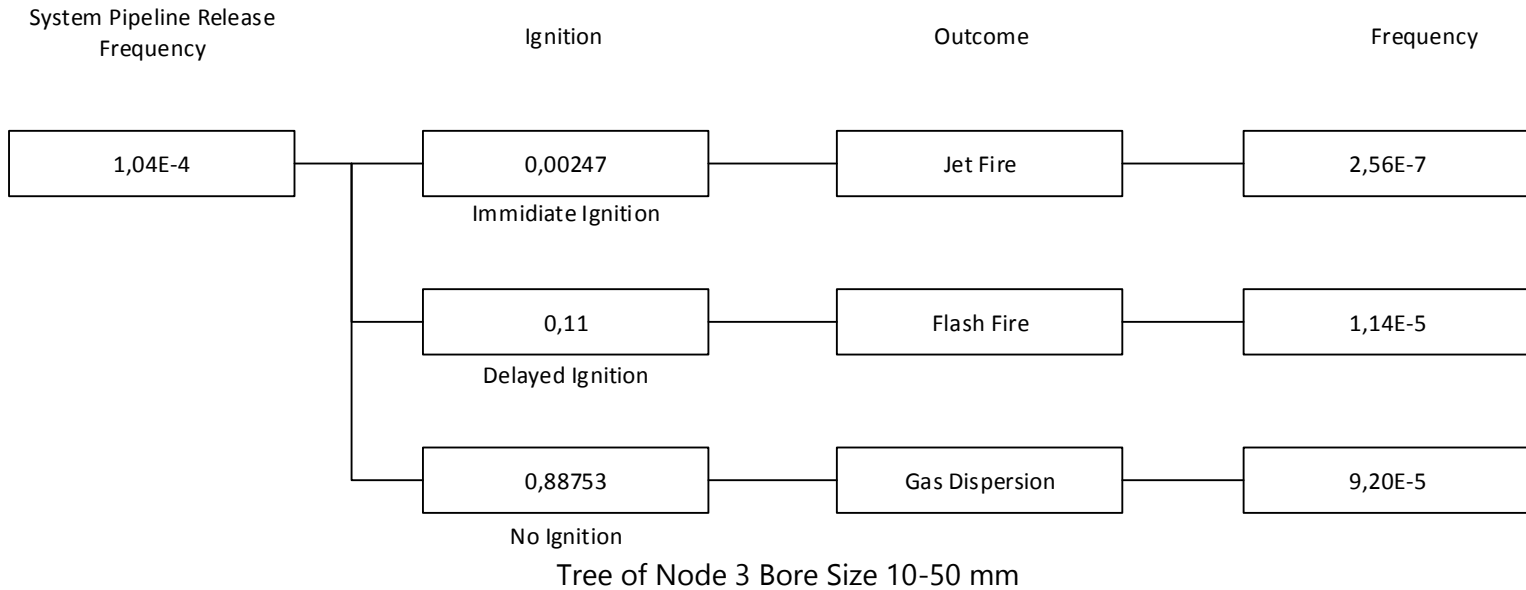 System Pipeline Release
Frequency
Ignition
Outcome
Frequency
1,04E-4
0,00247
Jet Fire
2,56E-7
Immidiate Ignition
0,11
Flash Fire
1,14E-5
Delayed Ignition
0,88753
Gas Dispersion
9,20E-5
No Ignition
Tree of Node 3 Bore Size 10-50 mm